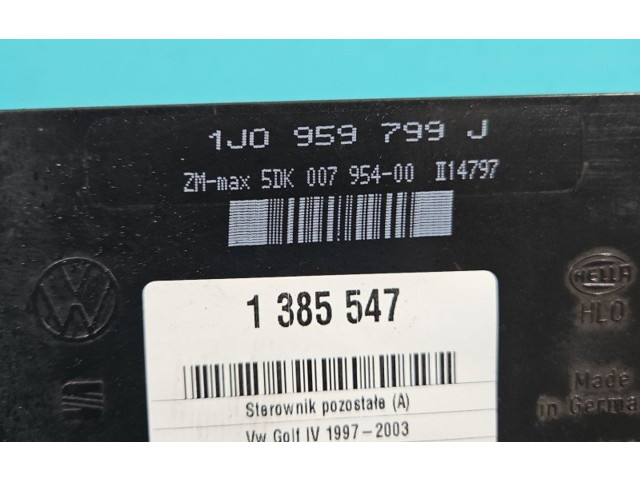 1J0 959 799 J
ZM-max 5DK 007 954-00 II14797
VW
HELLA
HLO
1 385 547
Made
in Germa
Sterownik pozostałe (A)
Vw Golf IV 1997-2003